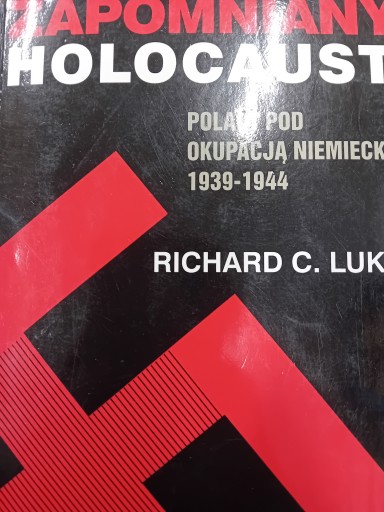 ZAPOMNIANY
HOLOCAUST
POLACY POD
OKUPACJĄ NIEMIECK
1939-1944
RICHARD C. LUK